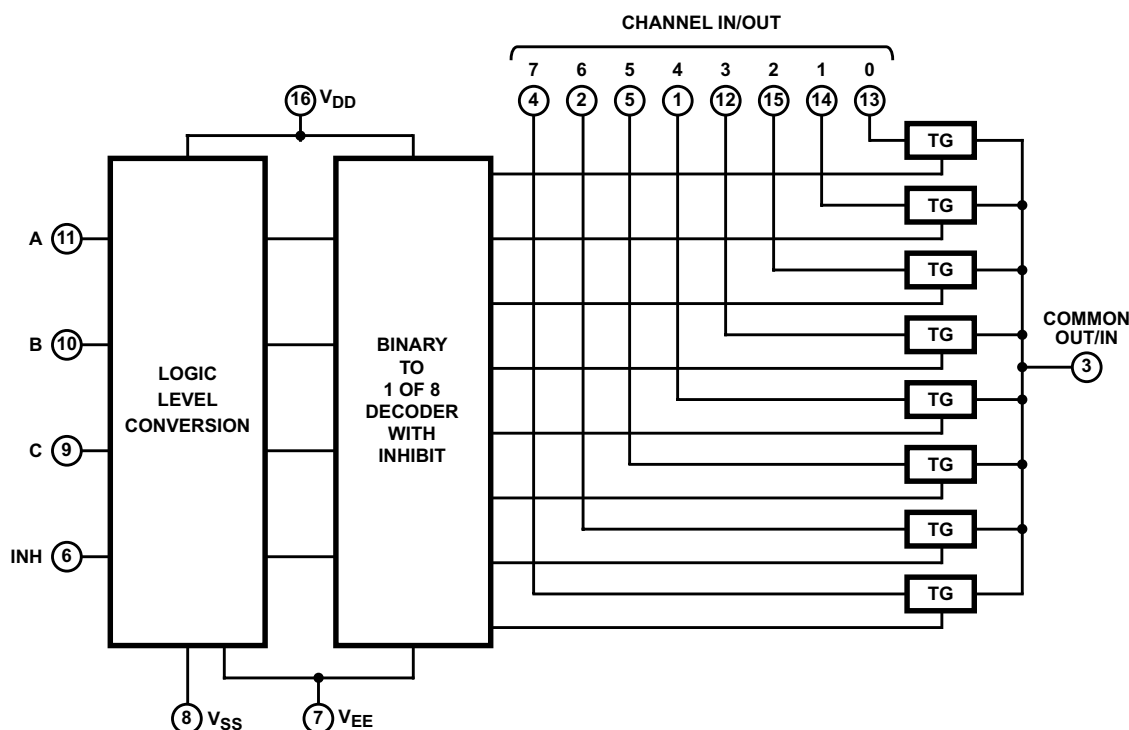 CHANNEL IN/OUT
7 6 5 4 3 2 1 0
4 2 5 1 12 15 14 13
16 VDD
TG
TG
TG
TG
TG
TG
TG
TG
A 11
B 10
C 9
INH 6
LOGIC
LEVEL
CONVERSION
BINARY
TO
1 OF 8
DECODER
WITH
INHIBIT
COMMON
OUT/IN
3
8 VSS
7 VEE